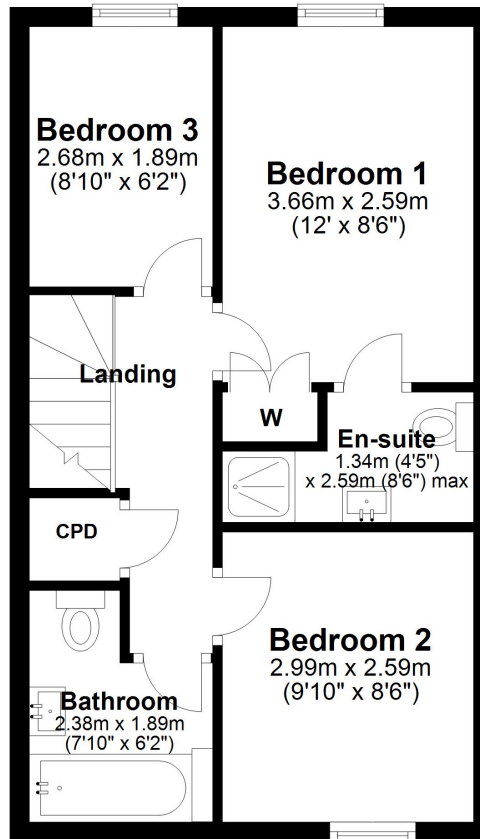 Bedroom 3
2.68m x 1.89m
(8'10" x 6'2")
Bedroom 1
3.66m x 2.59m
(12' x 8'6")
Landing
W
En-suite
1.34m (4'5")
x 2.59m (8'6") max
CPD
Bedroom 2
2.99m x 2.59m
(9'10" x 8'6")
Bathroom
2.38m x 1.89m
(7'10" x 6'2")